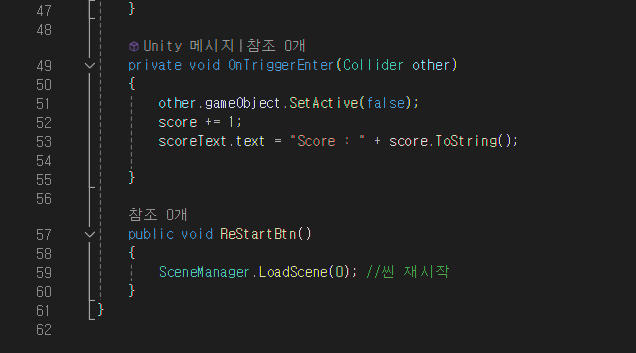 47 }
48
Unity 메시지 | 참조 0개
49 private void OnTriggerEnter(Collider other)
50 {
51 other.gameObject.SetActive(false);
52 score += 1;
53 scoreText.text = "Score : " + score.ToString();
54
55 }
56
참조 0개
57 public void ReStartBtn()
58 {
59 SceneManager.LoadScene(0); //씬 재시작
60 }
61 }
62